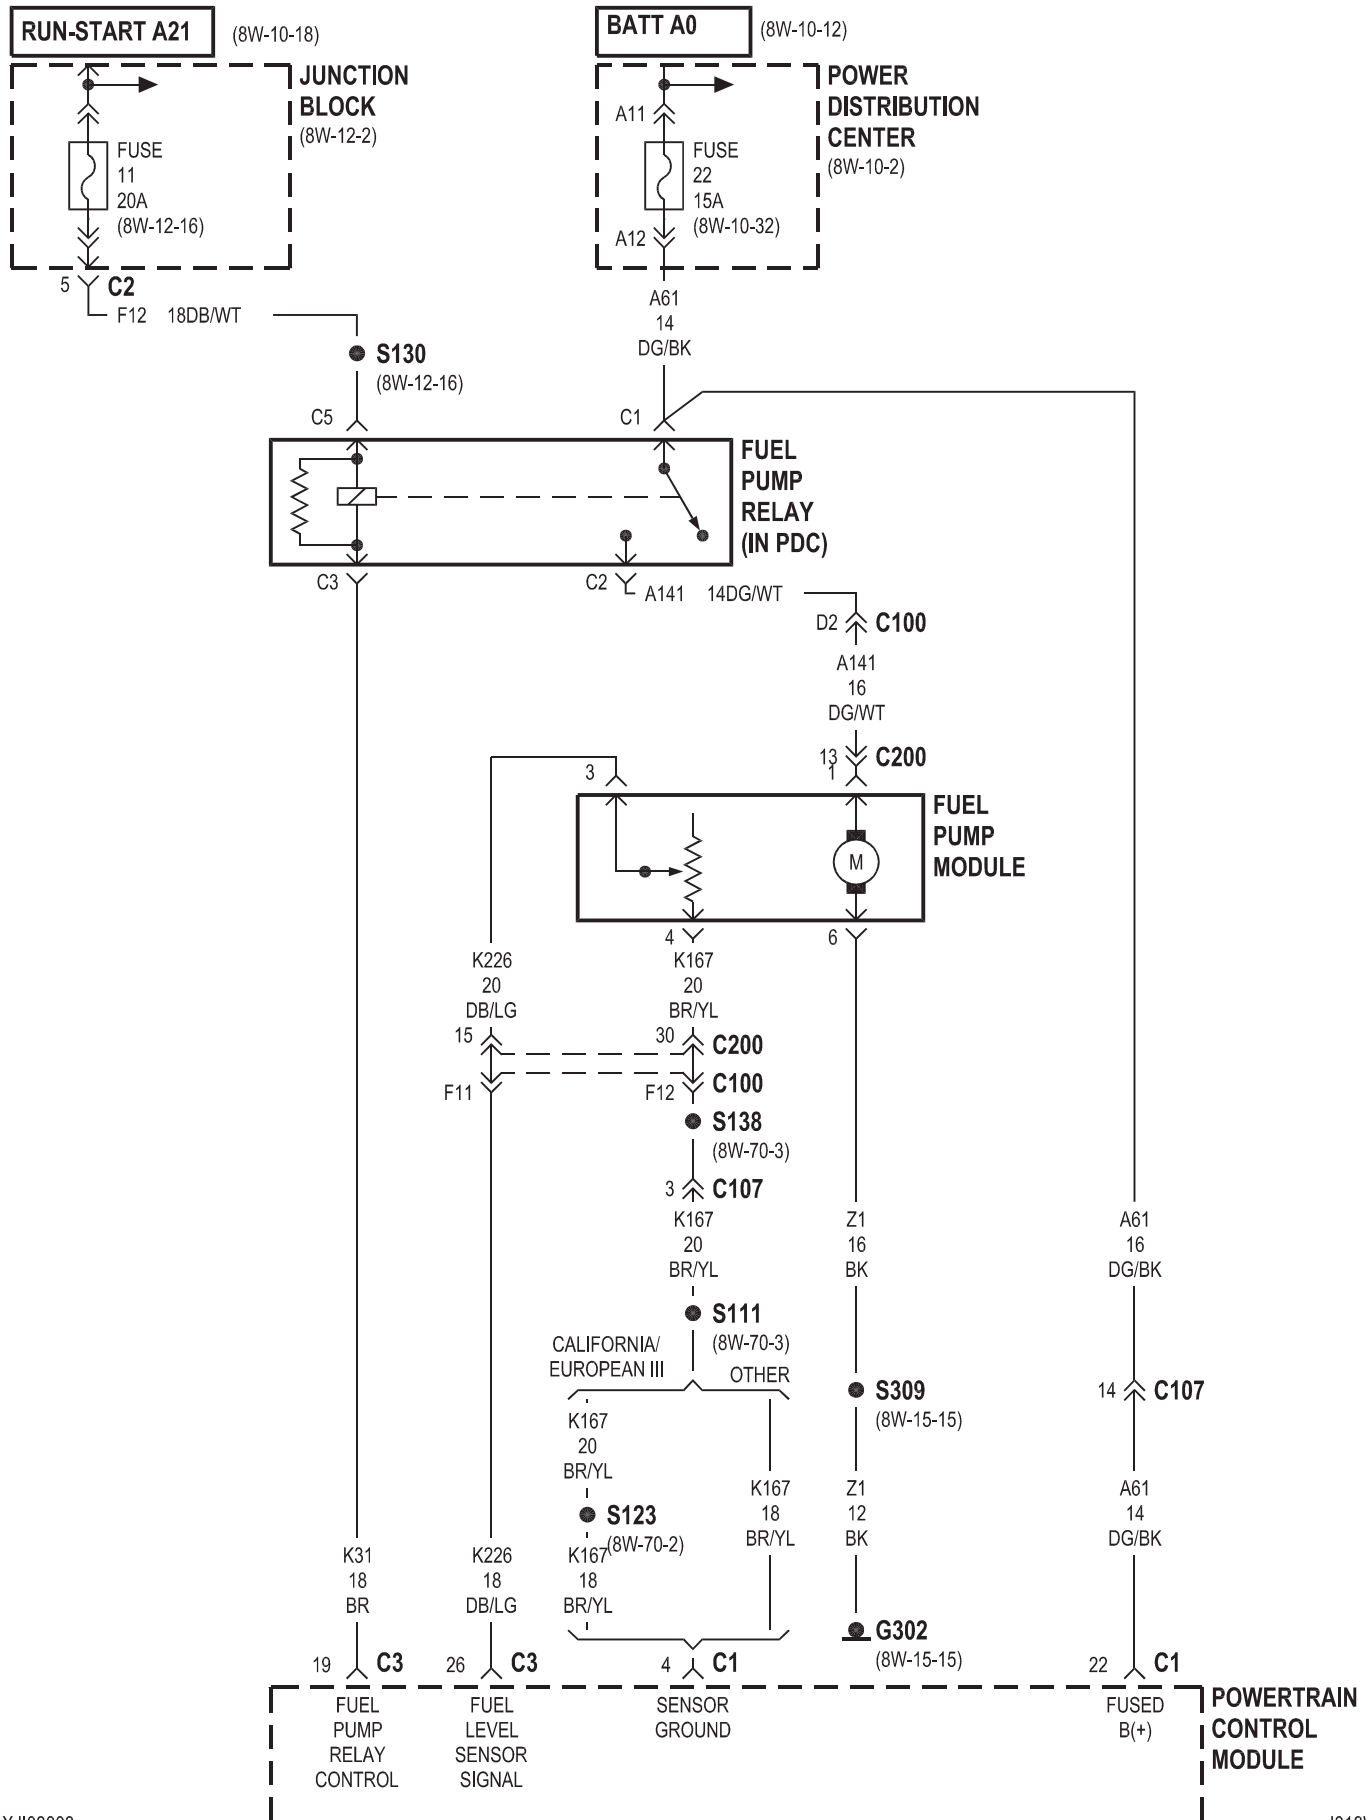 RUN-START A21
(8W-10-18)
BATT A0
(8W-10-12)
JUNCTION
BLOCK
(8W-12-2)
POWER
DISTRIBUTION
CENTER
(8W-10-2)
FUSE
11
20A
(8W-12-16)
A11
FUSE
22
15A
(8W-10-32)
A12
5
C2
F12 18DB/WT
A61
14
DG/BK
S130
(8W-12-16)
C5
C1
FUEL
PUMP
RELAY
(IN PDC)
C3
C2
A141 14DG/WT
D2
C100
A141
16
DG/WT
13
C200
1
3
FUEL
PUMP
MODULE
M
4
6
K226
20
DB/LG
K167
20
BR/YL
15
30
C200
F11
F12
C100
S138
(8W-70-3)
3
C107
K167
20
BR/YL
Z1
16
BK
A61
16
DG/BK
S111
(8W-70-3)
CALIFORNIA/
EUROPEAN III
OTHER
S309
(8W-15-15)
14
C107
K167
20
BR/YL
S123
(8W-70-2)
K167
18
BR/YL
Z1
12
BK
A61
14
DG/BK
K31
18
BR
K226
18
DB/LG
K167
18
BR/YL
G302
(8W-15-15)
19
C3
26
C3
4
C1
22
C1
FUEL
PUMP
RELAY
CONTROL
FUEL
LEVEL
SENSOR
SIGNAL
SENSOR
GROUND
FUSED
B(+)
POWERTRAIN
CONTROL
MODULE